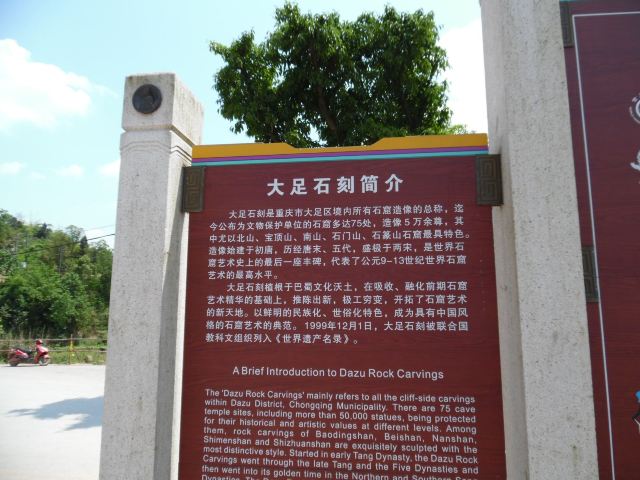 大足石刻简介
大足石刻是重庆市大足区境内所有石窟造像的总称，迄
今公布为文物保护单位的石窟多达75处，造像５万余尊，其
中尤以北山、宝顶山、南山、石门山、石篆山石窟最具特色。
造像始建于初唐，历经唐末、五代，盛极于两宋，是世界石
窟艺术史上的最后一座丰碑，代表了公元9-13世纪世界石窟
艺术的最高水平。
大足石刻植根于巴蜀文化沃土，在吸收、融化前期石窟
艺术精华的基础上，推陈出新，极工穷变，开拓了石窟艺术
的新天地。以鲜明的民族化、世俗化特色，成为具有中国风
格的石窟艺术的典范。1999年12月1日，大足石刻被联合国
教科文组织列入《世界遗产名录》。
A Brief Introduction to Dazu Rock Carvings
The 'Dazu Rock Carvings' mainly refers to all the cliff-side carvings
within Dazu District, Chongqing Municipality. There are 75 cave
temple sites, including more than 50,000 statues, being protected
for their historical and artistic values at different levels. Among
them, rock carvings of Baodingshan, Beishan, Nanshan,
Shimenshan and Shizhuanshan are exquisitely sculpted with the
most distinctive style. Started in early Tang Dynasty, the Dazu Rock
Carvings went through the late Tang and the Five Dynasties and
then went into its golden time in the Northern and Southern Song